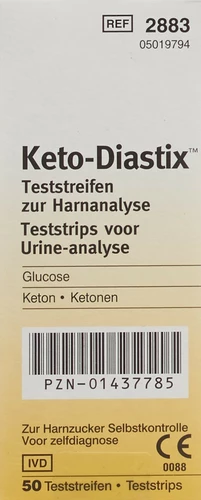 REF 2883
05019794
Keto-Diastix™
Teststreifen
zur Harnanalyse
Teststrips voor
Urine-analyse
Glucose
Keton • Ketonen
PZN-01437785
Zur Harnzucker Selbstkontrolle
Voor zelfdiagnose
CE
IVD
0088
50 Teststreifen • Teststrips